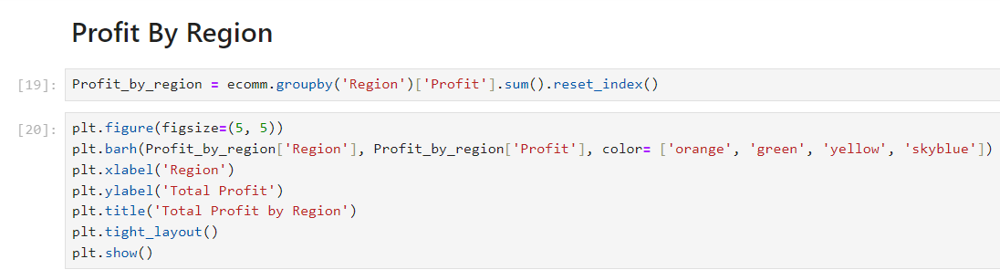 Profit By Region
[19]: Profit_by_region = ecomm.groupby('Region')['Profit'].sum().reset_index()
[20]: plt.figure(figsize=(5, 5))
plt.barh(Profit_by_region['Region'], Profit_by_region['Profit'], color= ['orange', 'green', 'yellow', 'skyblue'])
plt.xlabel('Region')
plt.ylabel('Total Profit')
plt.title('Total Profit by Region')
plt.tight_layout()
plt.show()